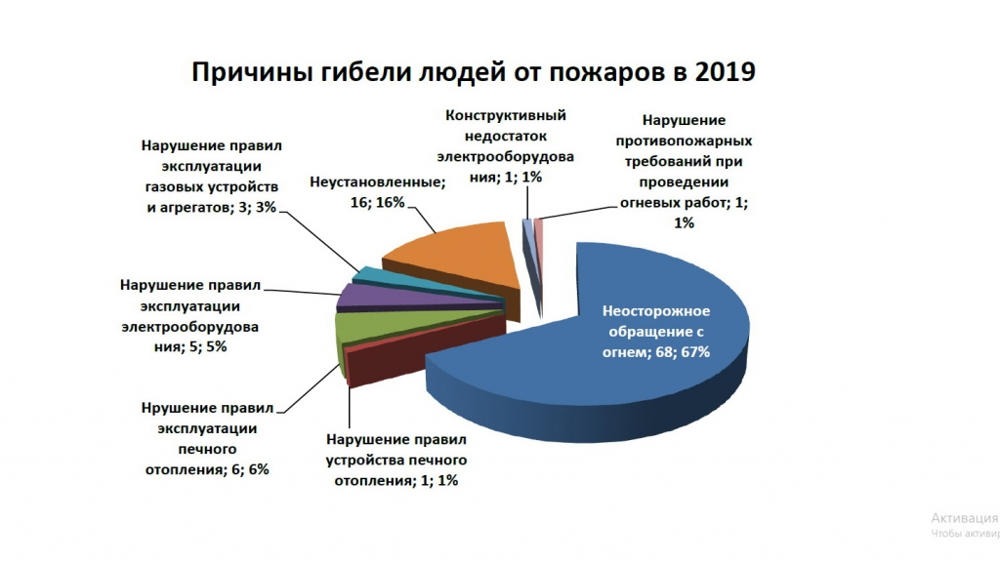 Причины гибели людей от пожаров в 2019
Конструктивный
недостаток
электрооборудова
ния; 1; 1%
Нарушение
противопожарных
требований при
проведении
огневых работ; 1;
1%
Нарушение правил
эксплуатации
газовых устройств
и агрегатов; 3; 3%
Неустановленные;
16; 16%
Нарушение правил
эксплуатации
электрооборудова
ния; 5; 5%
Неосторожное
обращение с
огнем; 68; 67%
Нрушение правил
эксплуатации
печного
отопления; 6; 6%
Нарушение правил
устройства печного
отопления; 1; 1%
Активация
Чтобы активир